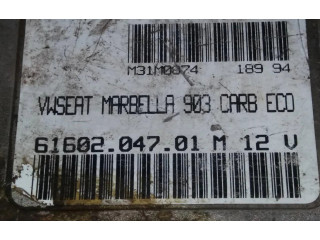 M31M0074 189 94
VWSEAT MARBELLA 903 CARB ECO
61602.047.01 M 12 V